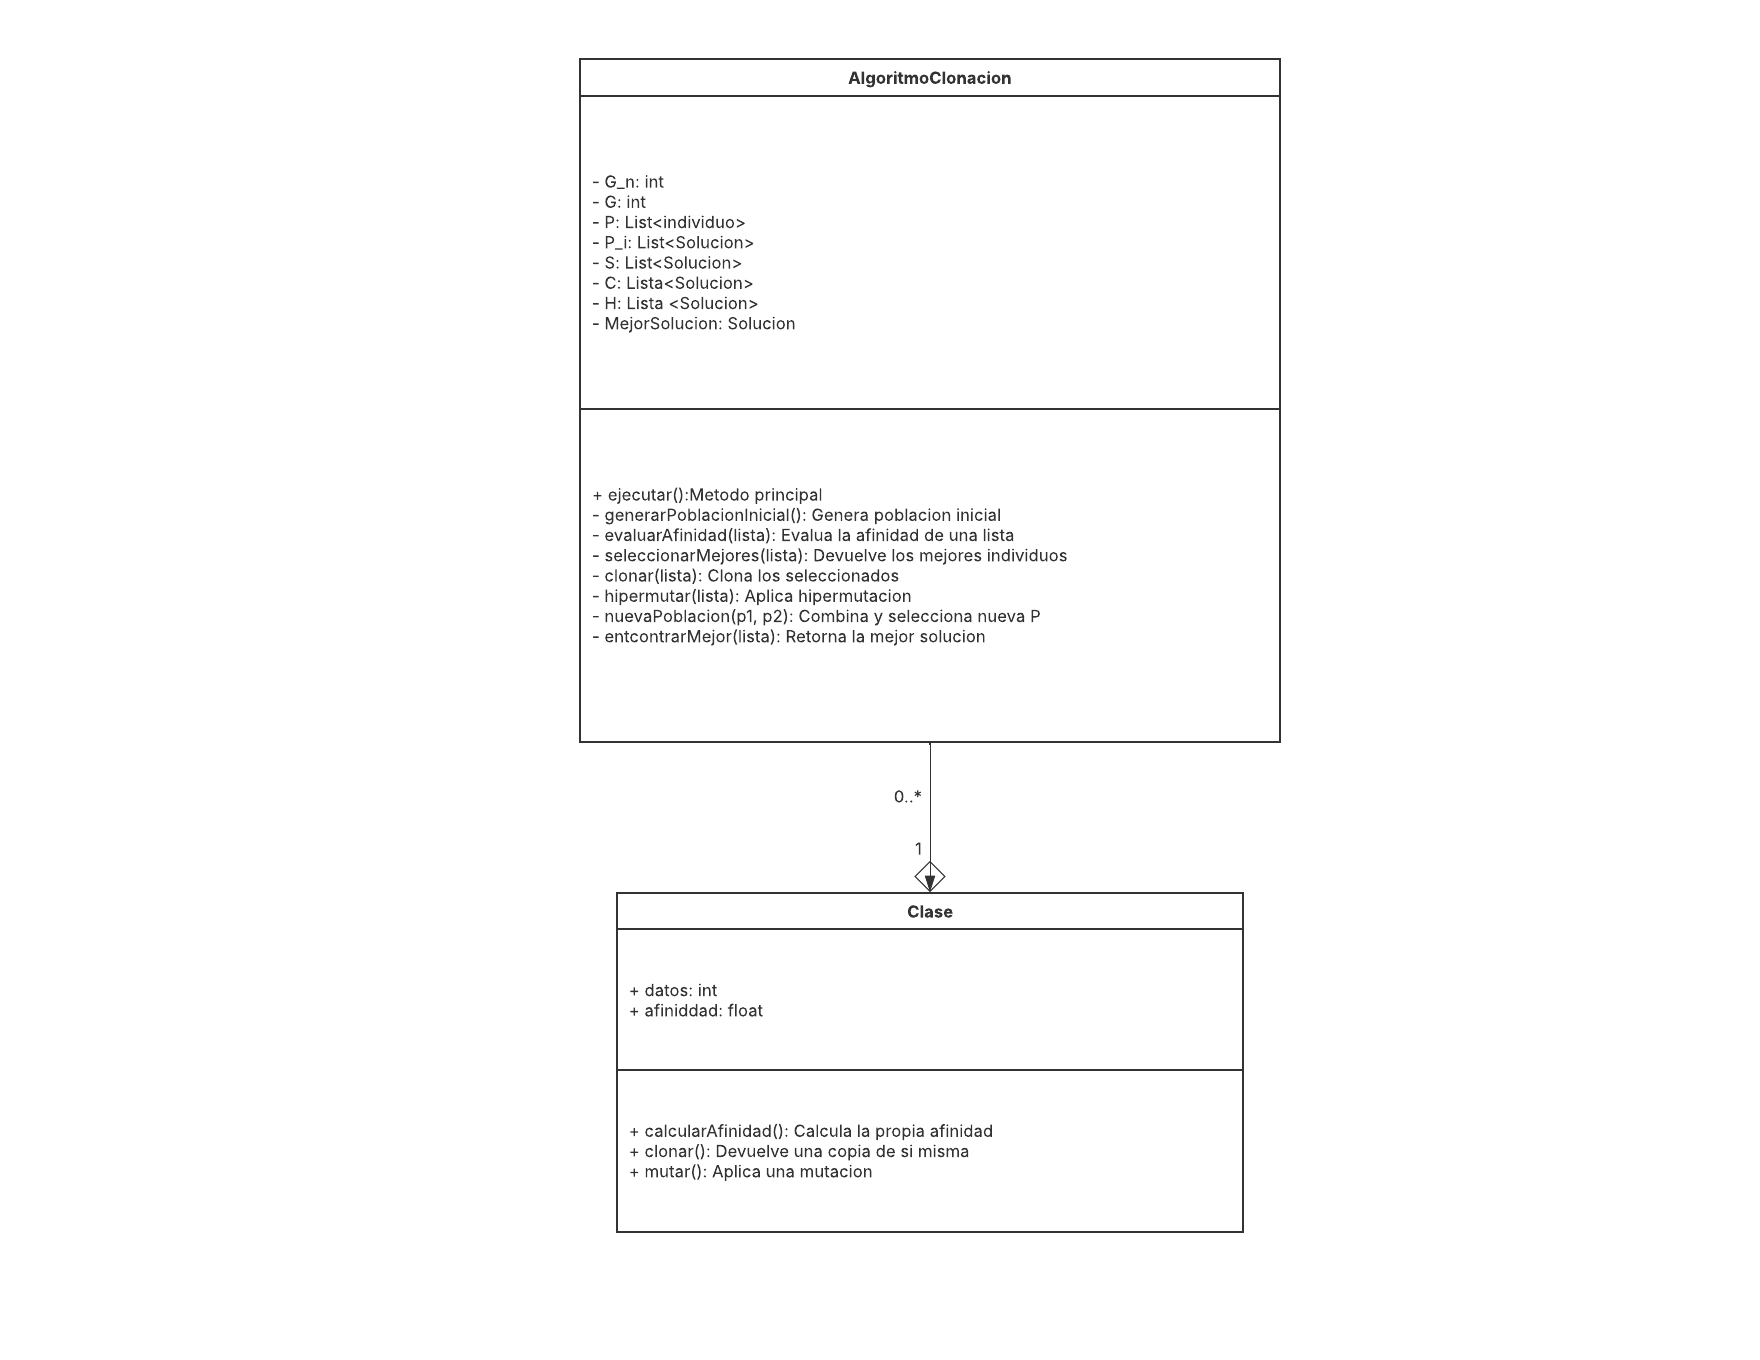 AlgoritmoClonacion
- G_n: int
- G: int
- P: List<individuo>
- P_i: List<Solucion>
- S: List<Solucion>
- C: Lista<Solucion>
- H: Lista <Solucion>
- MejorSolucion: Solucion
+ ejecutar():Metodo principal
- generarPoblacionInicial(): Genera poblacion inicial
- evaluarAfinidad(lista): Evalua la afinidad de una lista
- seleccionarMejores(lista): Devuelve los mejores individuos
- clonar(lista): Clona los seleccionados
- hipermutar(lista): Aplica hipermutacion
- nuevaPoblacion(p1, p2): Combina y selecciona nueva P
- entcontrarMejor(lista): Retorna la mejor solucion
0..*
1
Clase
+ datos: int
+ afiniddad: float
+ calcularAfinidad(): Calcula la propia afinidad
+ clonar(): Devuelve una copia de si misma
+ mutar(): Aplica una mutacion